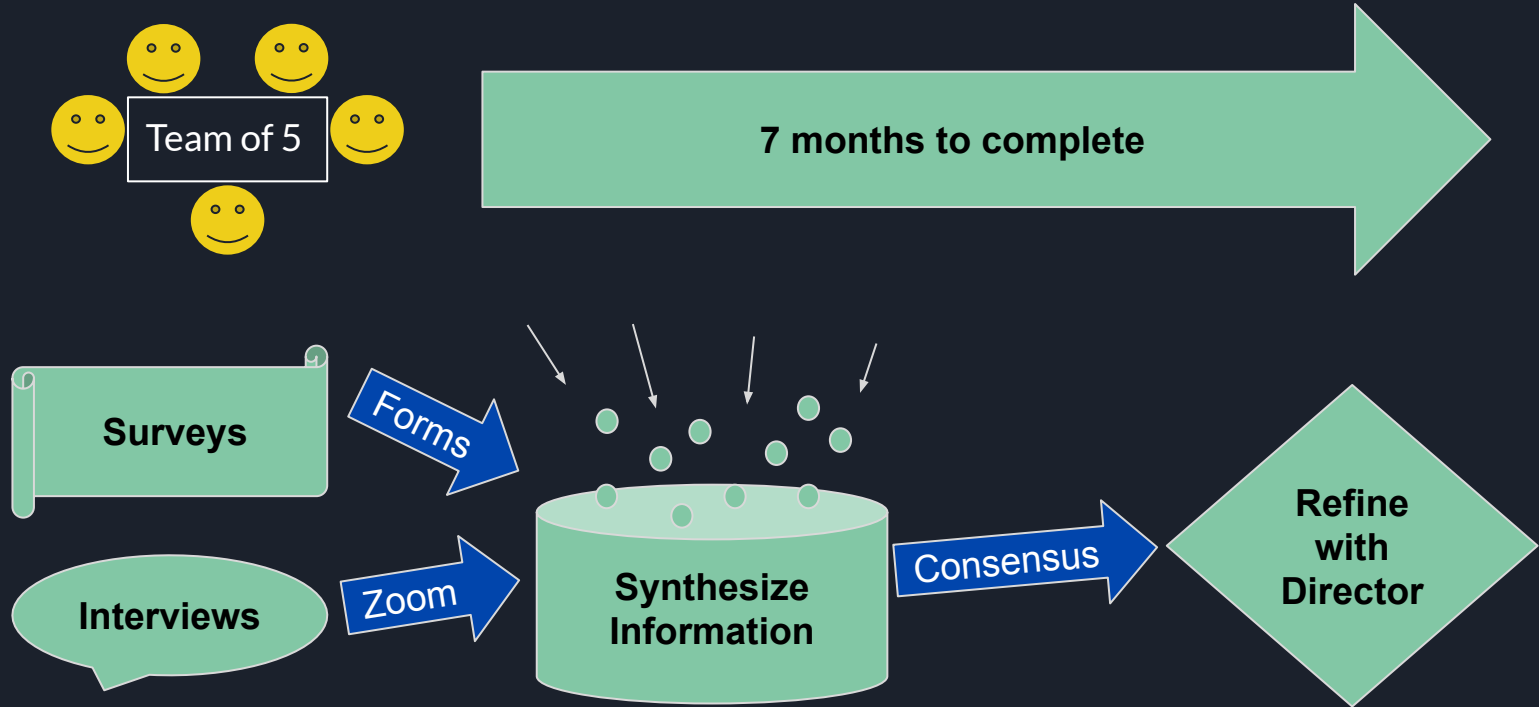 Team of 5
7 months to complete
Surveys
Forms
Interviews
Zoom
Synthesize
Information
Consensus
Refine
with
Director